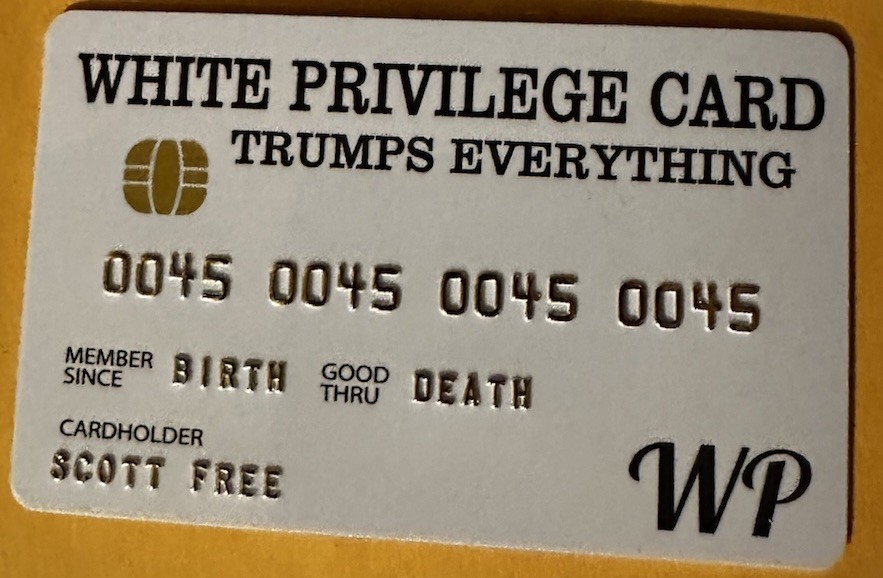 WHITE PRIVILEGE CARD
TRUMPS EVERYTHING
0045 0045 0045 0045
MEMBER SINCE BIRTH GOOD THRU DEATH
CARDHOLDER
SCOTT FREE
WP